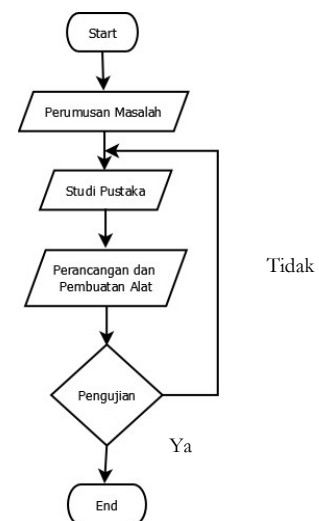 Start
Perumusan Masalah
Studi Pustaka
Tidak
Perancangan dan
Pembuatan Alat
Pengujian
Ya
End